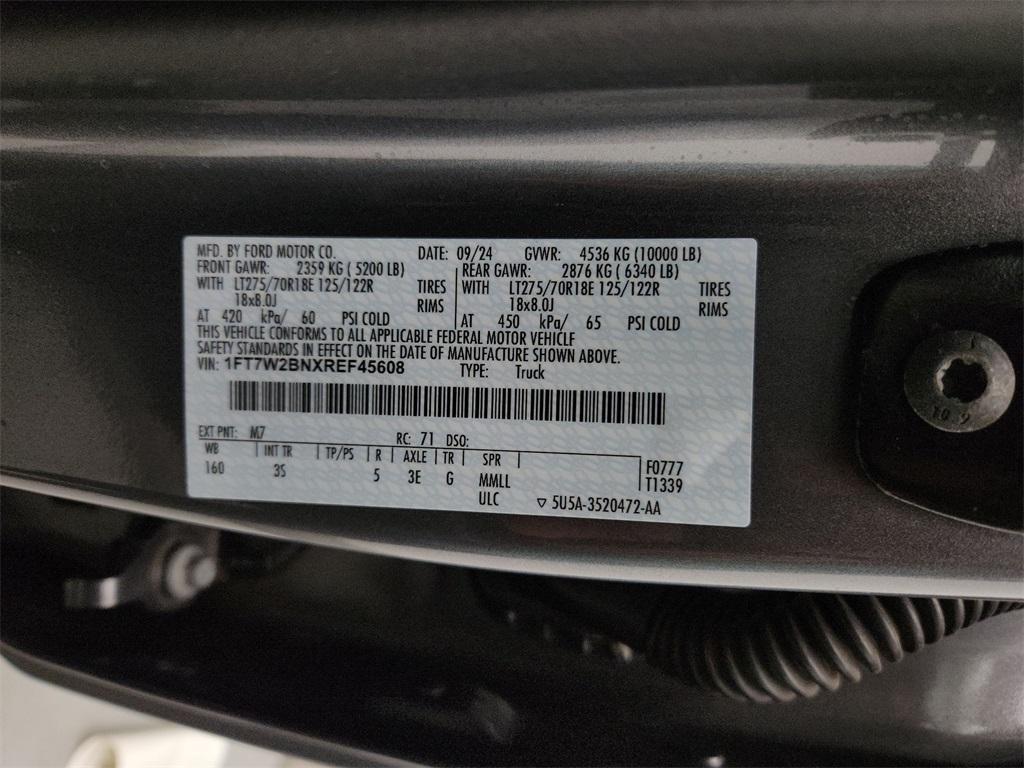 MFD. BY FORD MOTOR CO. DATE: 09/24 GVWR: 4536 KG (10000 LB)
FRONT GAWR: 2359 KG ( 5200 LB) REAR GAWR: 2876 KG ( 6340 LB)
WITH LT275/70R18E 125/122R TIRES WITH LT275/70R18E 125/122R TIRES
18x8.0J RIMS 18x8.0J RIMS
AT 420 kPa/ 60 PSI COLD AT 450 kPa/ 65 PSI COLD
THIS VEHICLE CONFORMS TO ALL APPLICABLE FEDERAL MOTOR VEHICLE
SAFETY STANDARDS IN EFFECT ON THE DATE OF MANUFACTURE SHOWN ABOVE.
VIN: 1FT7W2BNXREF45608 TYPE: Truck
EXT PNT: M7 RC: 71 DSO:
WB INT TR TP/PS R AXLE TR SPR F0777
160 3S 5 3E G MMLL T1339
ULC ▽ 5U5A-3520472-AA
10.9